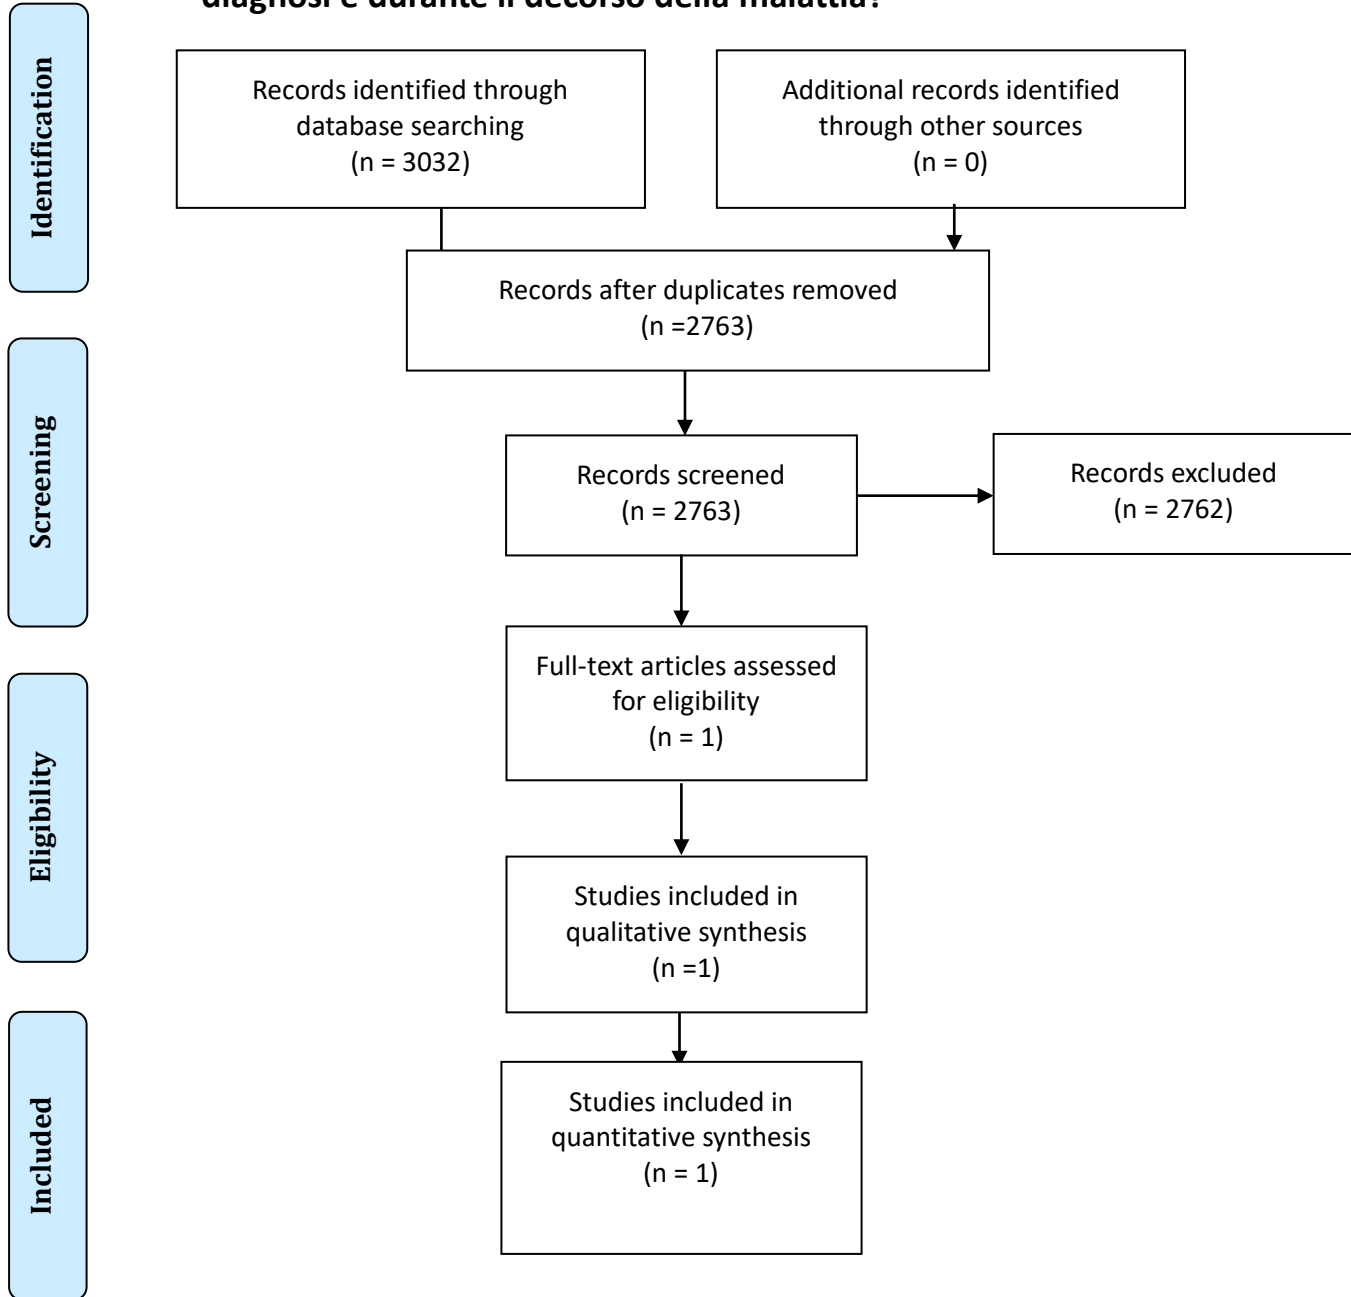 diagnosi e durante il decorso della malattia?
Identification
Records identified through
database searching
(n = 3032)
Additional records identified
through other sources
(n = 0)
Records after duplicates removed
(n =2763)
Screening
Records screened
(n = 2763)
Records excluded
(n = 2762)
Full-text articles assessed
for eligibility
(n = 1)
Eligibility
Studies included in
qualitative synthesis
(n =1)
Included
Studies included in
quantitative synthesis
(n = 1)